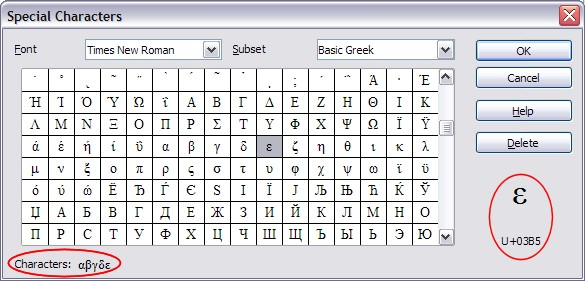 Special Characters
Font Times New Roman Subset Basic Greek
OK
Cancel
Help
Delete
; ΄ ΅ Ά · Έ
Ή Ί Ό Ύ Ώ ΐ Α Β Γ Δ Ε Ζ Η Θ Ι Κ
Λ Μ Ν Ξ Ο Π Ρ Σ Τ Υ Φ Χ Ψ Ω Ϊ Ϋ
ά έ ή ί ΰ α β γ δ ε ζ η θ ι κ λ
μ ν ξ ο π ρ ς σ τ υ φ χ ψ ω ϊ ϋ
ό ύ ώ Ё Ђ Ѓ Є Ѕ І Ї Ј Љ Њ Ћ Ќ Ў
Џ А Б В Г Д Е Ж З И Й К Л М Н О
П Р С Т У Ф Х Ц Ч Ш Щ Ъ Ы Ь Э Ю
ε
U+03B5
Characters: αβγδε